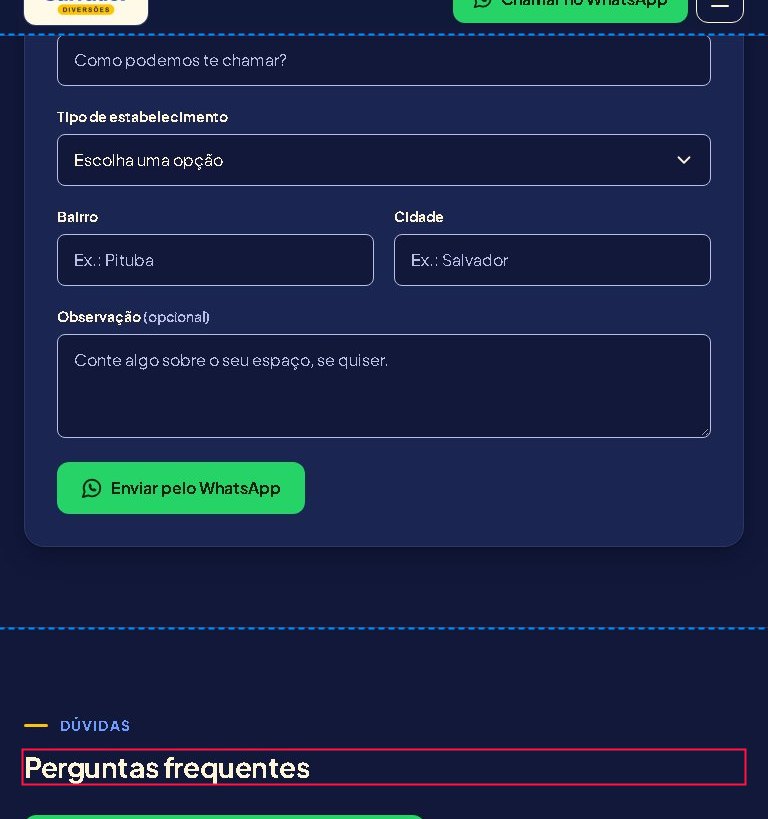 DIVERSÕES
Chamar no WhatsApp
Como podemos te chamar?
Tipo de estabelecimento
Escolha uma opção
Bairro
Cidade
Ex.: Pituba
Ex.: Salvador
Observação (opcional)
Conte algo sobre o seu espaço, se quiser.
Enviar pelo WhatsApp
DÚVIDAS
Perguntas frequentes